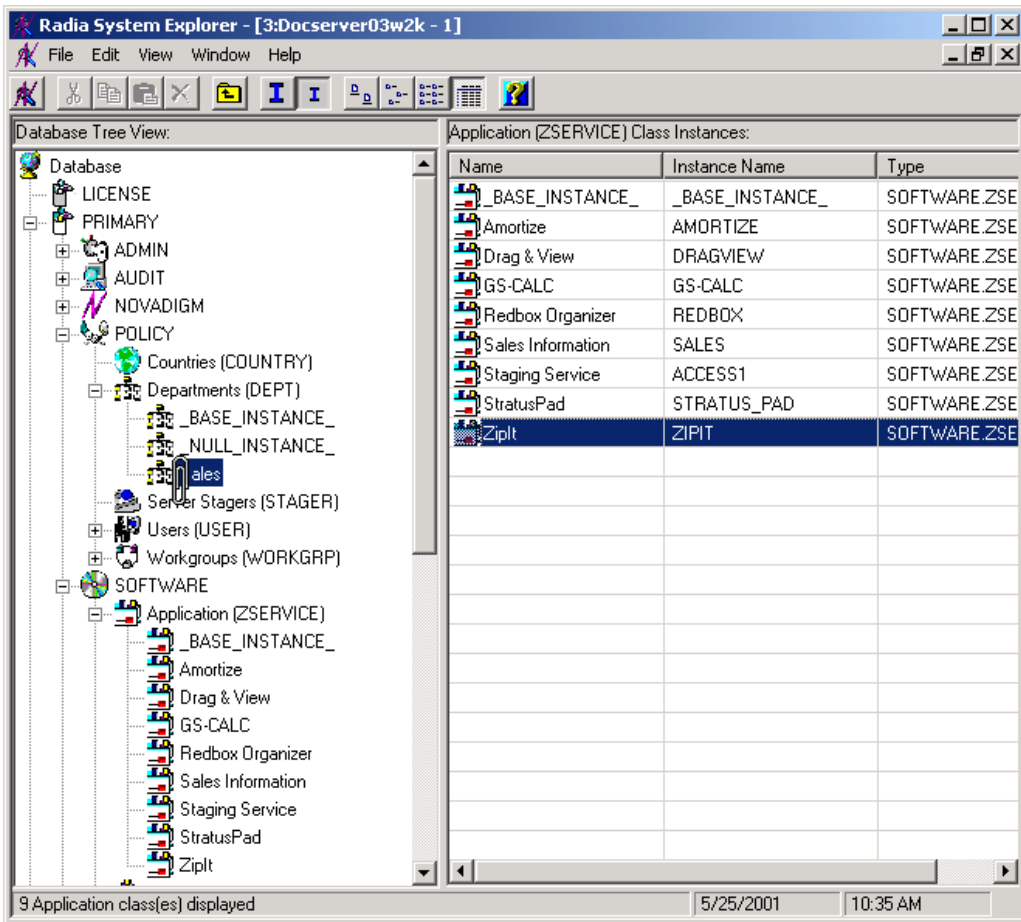 Radia System Explorer - [3:Docserver03w2k - 1]
File Edit View Window Help
Database Tree View:
Application (ZSERVICE) Class Instances:
Database
LICENSE
PRIMARY
ADMIN
AUDIT
NOVADIGM
POLICY
Countries (COUNTRY)
Departments (DEPT)
_BASE_INSTANCE_
_NULL_INSTANCE_
ales
Server Stagers (STAGER)
Users (USER)
Workgroups (WORKGRP)
SOFTWARE
Application (ZSERVICE)
_BASE_INSTANCE_
Amortize
Drag & View
GS-CALC
Redbox Organizer
Sales Information
Staging Service
StratusPad
ZipIt
Name Instance Name Type
_BASE_INSTANCE_ _BASE_INSTANCE_ SOFTWARE.ZSE
Amortize AMORTIZE SOFTWARE.ZSE
Drag & View DRAGVIEW SOFTWARE.ZSE
GS-CALC GS-CALC SOFTWARE.ZSE
Redbox Organizer REDBOX SOFTWARE.ZSE
Sales Information SALES SOFTWARE.ZSE
Staging Service ACCESS1 SOFTWARE.ZSE
StratusPad STRATUS_PAD SOFTWARE.ZSE
ZipIt ZIPIT SOFTWARE.ZSE
9 Application class(es) displayed 5/25/2001 10:35 AM